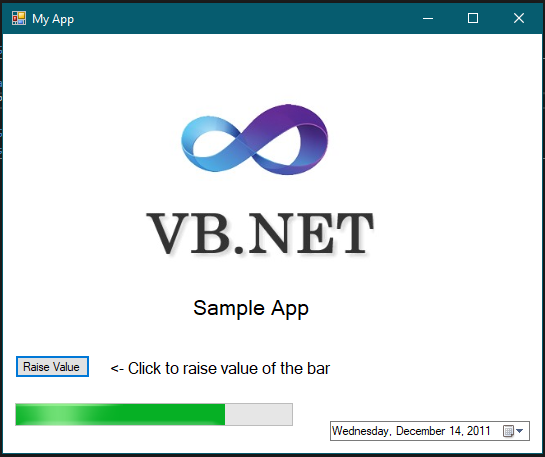 My App
VB.NET
Sample App
Raise Value
<- Click to raise value of the bar
Wednesday, December 14, 2011